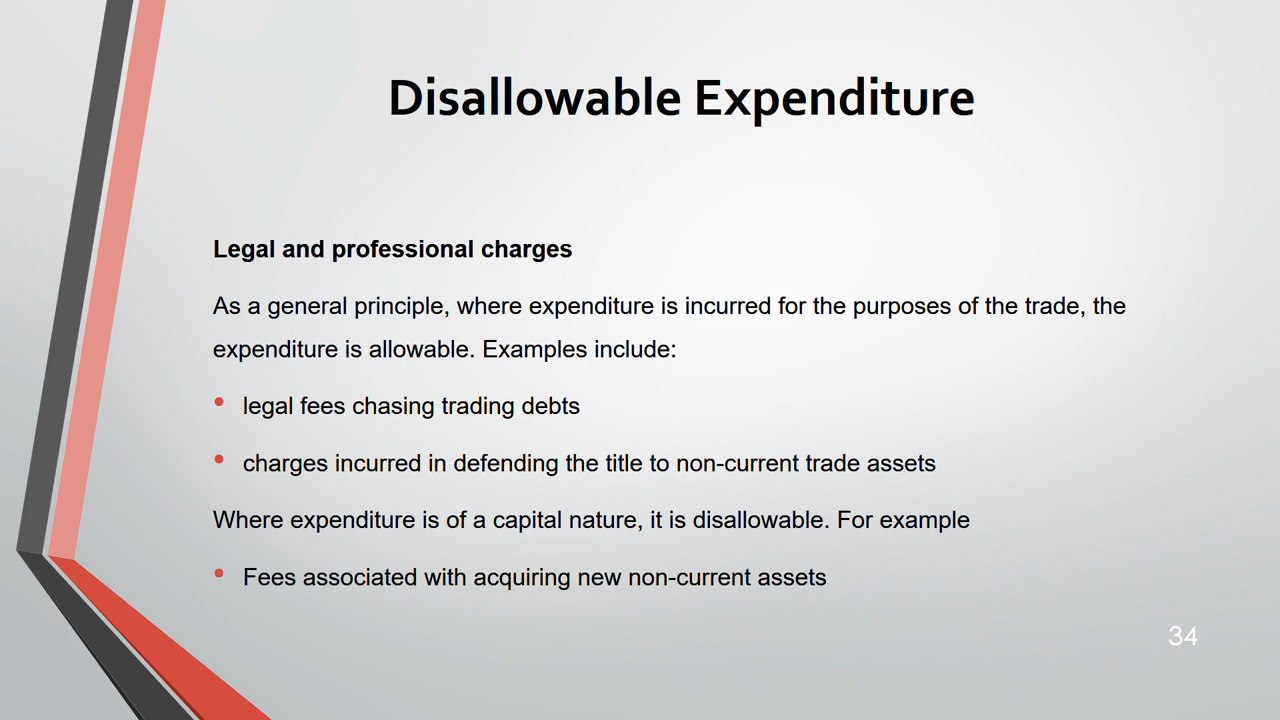 Disallowable Expenditure
Legal and professional charges
As a general principle, where expenditure is incurred for the purposes of the trade, the
expenditure is allowable. Examples include:
• legal fees chasing trading debts
• charges incurred in defending the title to non-current trade assets
Where expenditure is of a capital nature, it is disallowable. For example
• Fees associated with acquiring new non-current assets
34